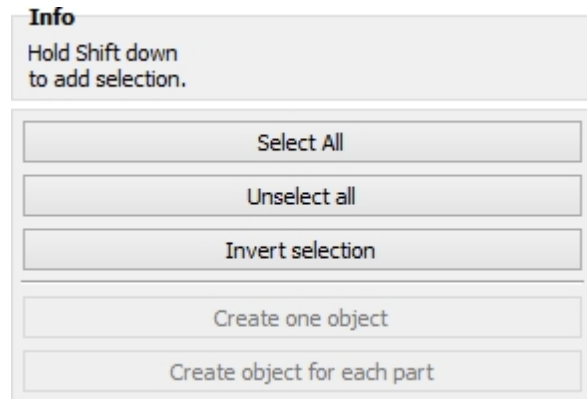 Info
Hold Shift down
to add selection.
Select All
Unselect all
Invert selection
Create one object
Create object for each part